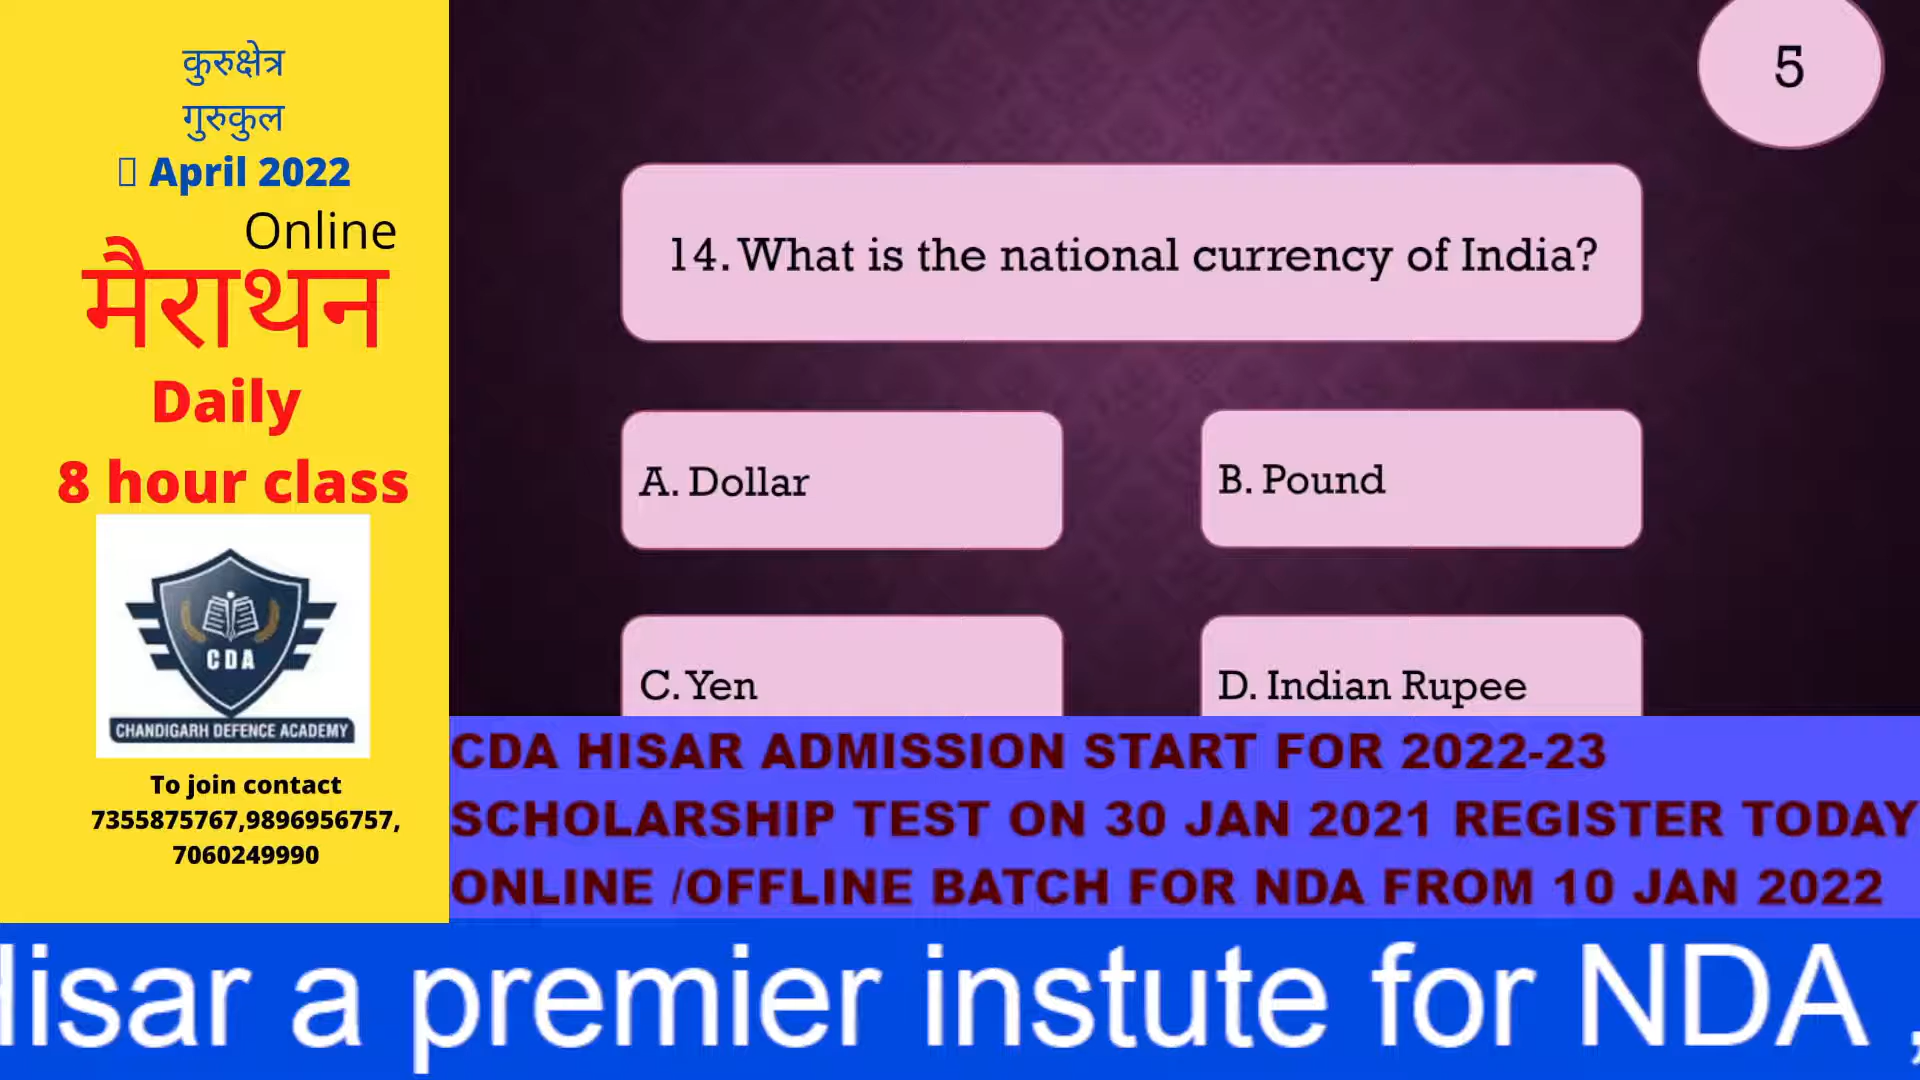 कुरुक्षेत्र
गुरुकुल
April 2022
Online
मैराथन
Daily
8 hour class
CDA
CHANDIGARH DEFENCE ACADEMY
To join contact
7355875767,9896956757,
7060249990
5
14. What is the national currency of India?
A. Dollar
B. Pound
C. Yen
D. Indian Rupee
CDA HISAR ADMISSION START FOR 2022-23
SCHOLARSHIP TEST ON 30 JAN 2021 REGISTER TODAY
ONLINE /OFFLINE BATCH FOR NDA FROM 10 JAN 2022
Hisar a premier instute for NDA ,